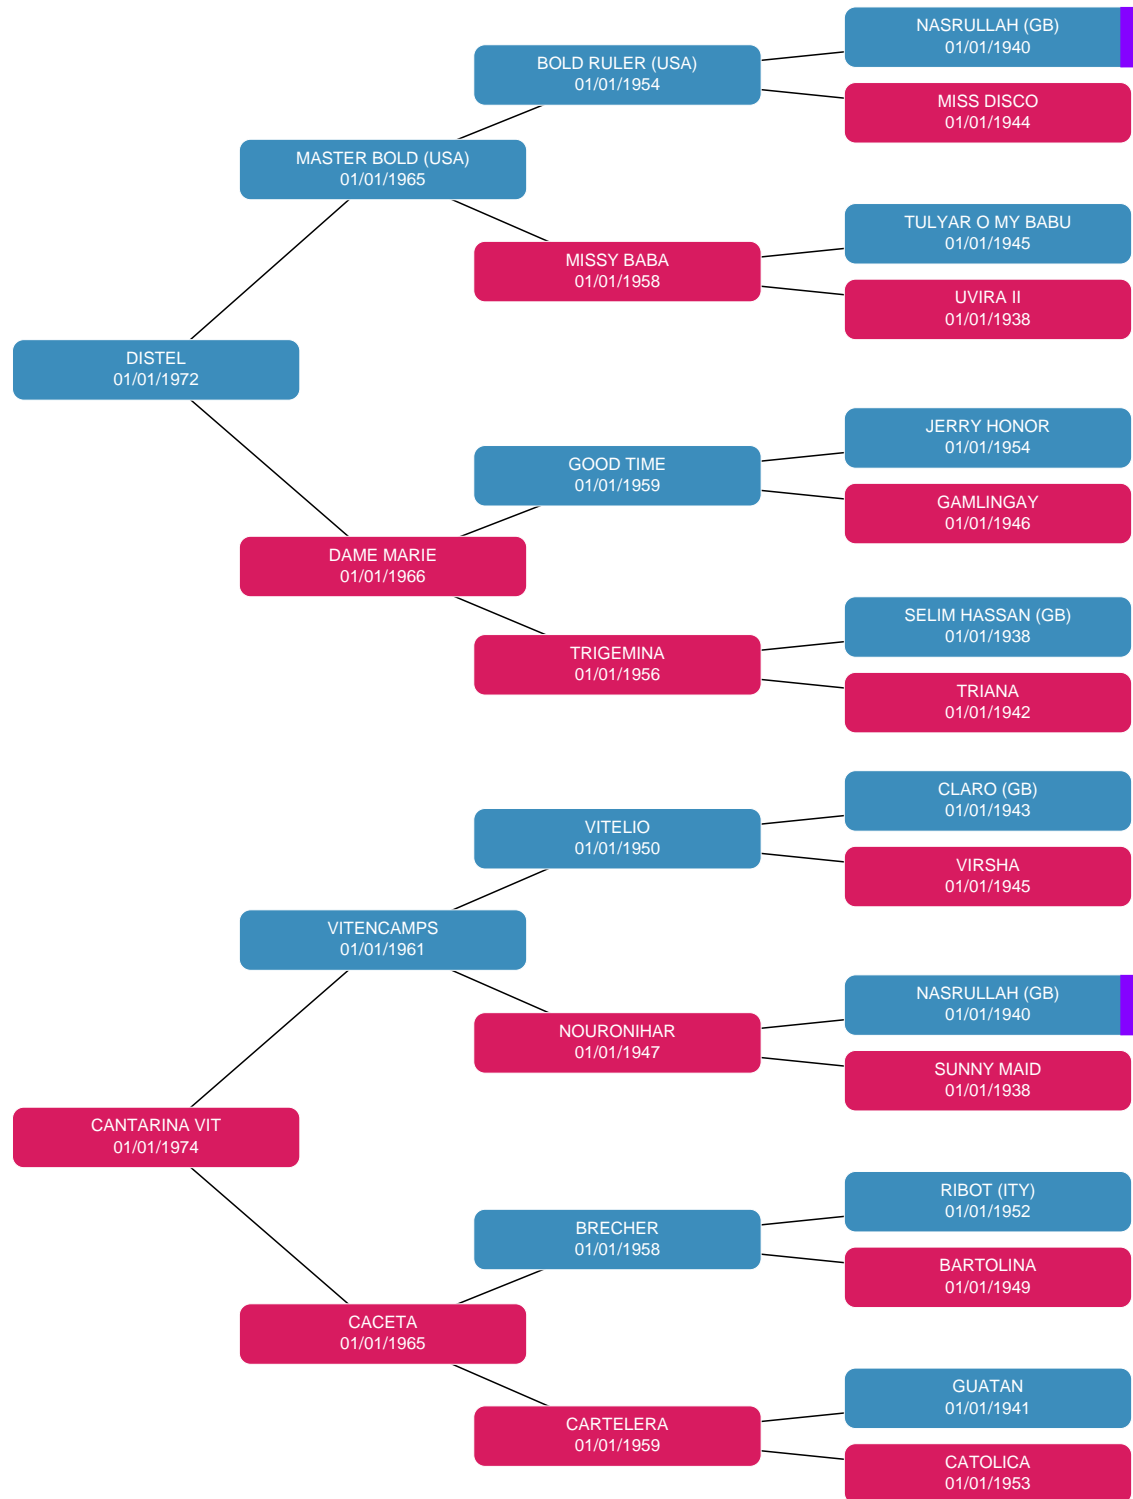 NASRULLAH (GB)
01/01/1940
BOLD RULER (USA)
01/01/1954
MISS DISCO
01/01/1944
MASTER BOLD (USA)
01/01/1965
TULYAR O MY BABU
01/01/1945
MISSY BABA
01/01/1958
UVIRA II
01/01/1938
DISTEL
01/01/1972
JERRY HONOR
01/01/1954
GOOD TIME
01/01/1959
GAMLINGAY
01/01/1946
DAME MARIE
01/01/1966
SELIM HASSAN (GB)
01/01/1938
TRIGEMINA
01/01/1956
TRIANA
01/01/1942
CLARO (GB)
01/01/1943
VITELIO
01/01/1950
VIRSHA
01/01/1945
VITENCAMPS
01/01/1961
NASRULLAH (GB)
01/01/1940
NOURONIHAR
01/01/1947
SUNNY MAID
01/01/1938
CANTARINA VIT
01/01/1974
RIBOT (ITY)
01/01/1952
BRECHER
01/01/1958
BARTOLINA
01/01/1949
CACETA
01/01/1965
GUATAN
01/01/1941
CARTELERA
01/01/1959
CATOLICA
01/01/1953